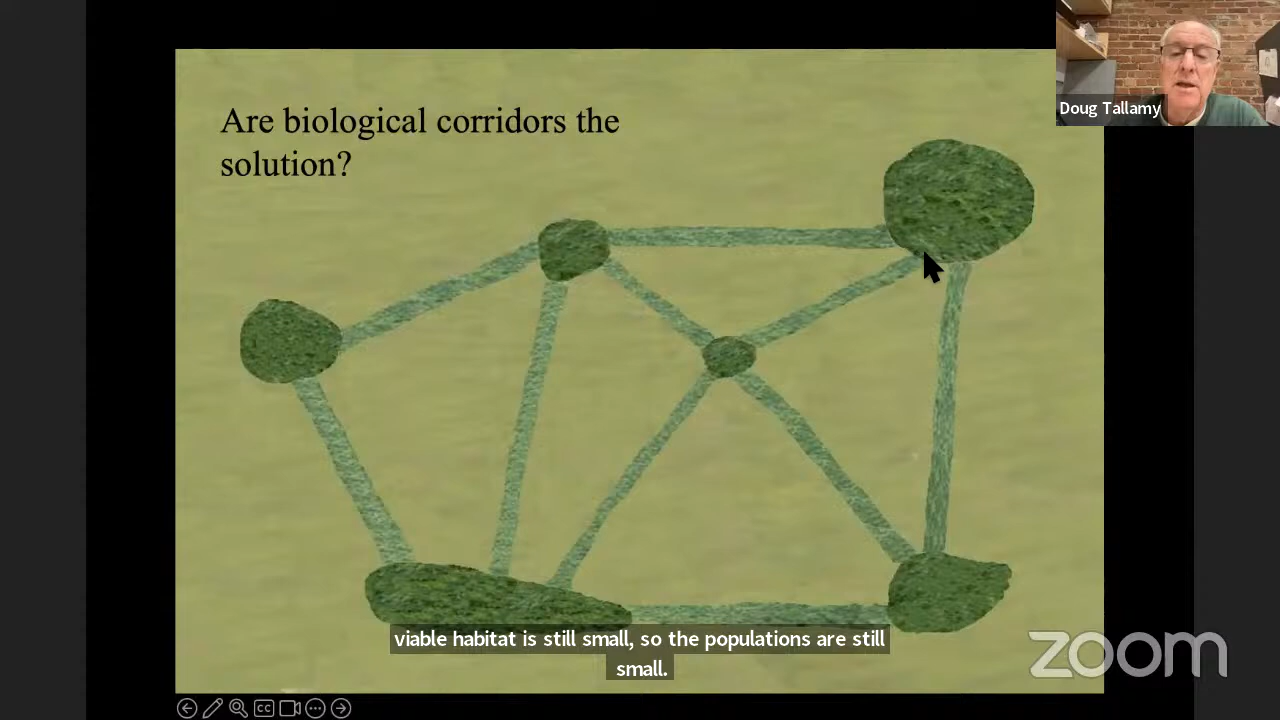 Are biological corridors the
solution?
Doug Tallamy
viable habitat is still small, so the populations are still
small.
zoom
CC